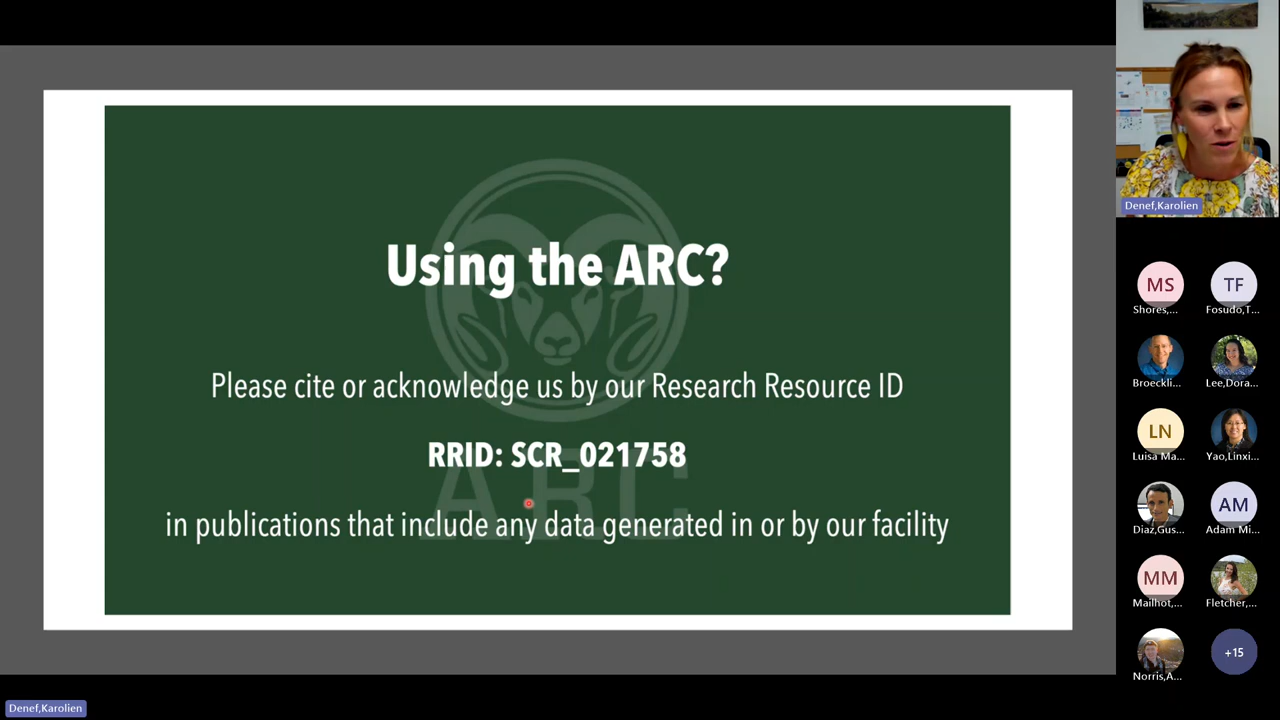 Using the ARC?
Please cite or acknowledge us by our Research Resource ID
RRID: SCR_021758
in publications that include any data generated in or by our facility
ARC
Denef,Karolien
MS
TF
Shores,...
Fosudo,T...
Broeckli...
Lee,Dora...
LN
Luisa Ma...
Yao,Linxi...
AM
Diaz,Gus...
Adam Mi...
MM
Mailhot,...
Fletcher,...
+15
Norris,A...
Denef,Karolien